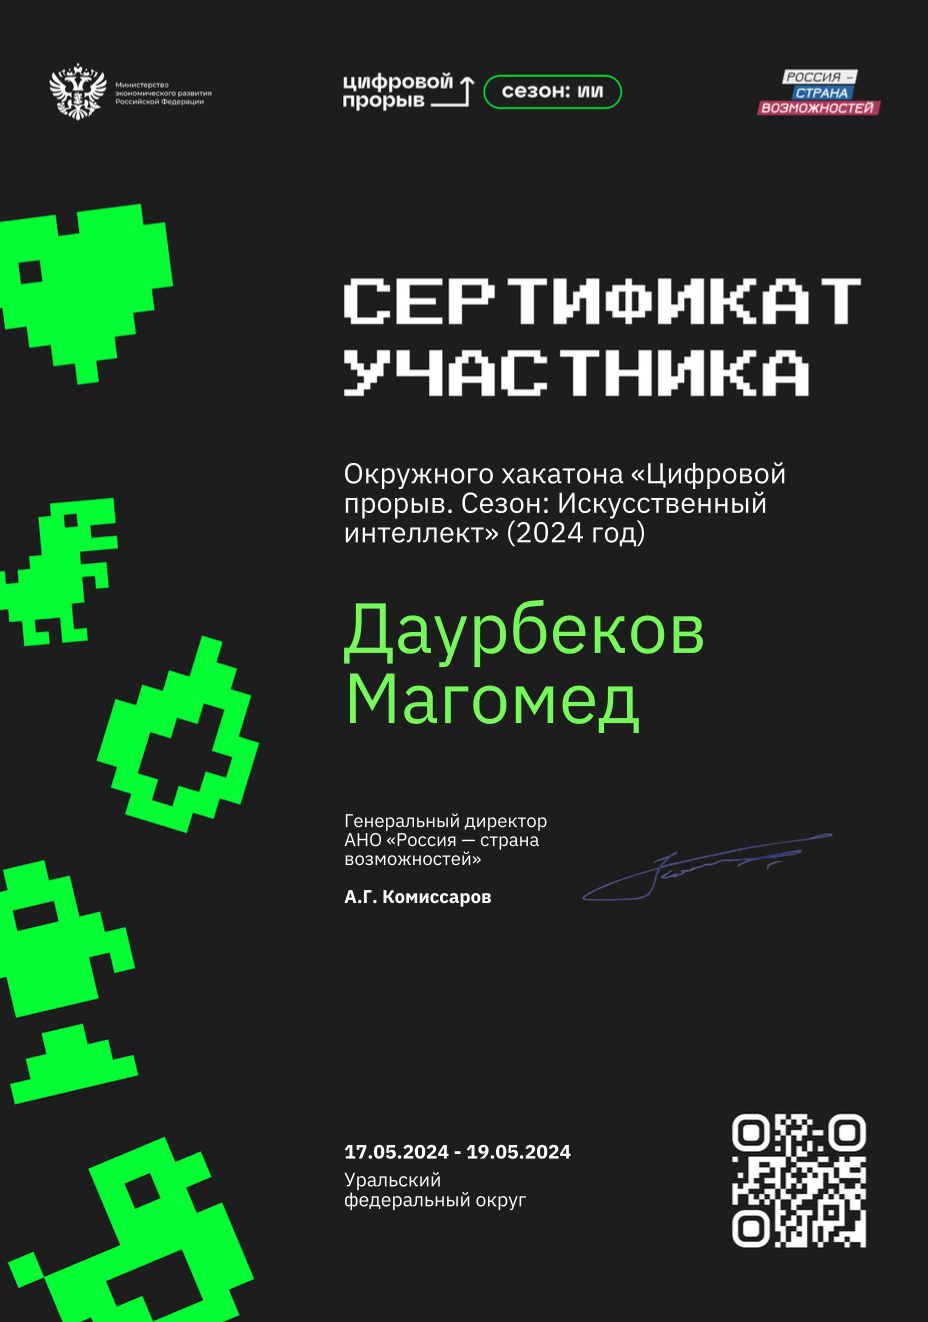 Министерство
экономического развития
Российской Федерации
цифровой
прорыв
сезон: ии
РОССИЯ –
СТРАНА
ВОЗМОЖНОСТЕЙ
СЕРТИФИКАТ
УЧАСТНИКА
Окружного хакатона «Цифровой
прорыв. Сезон: Искусственный
интеллект» (2024 год)
Даурбеков
Магомед
Генеральный директор
АНО «Россия — страна
возможностей»
А.Г. Комиссаров
17.05.2024 - 19.05.2024
Уральский
федеральный округ